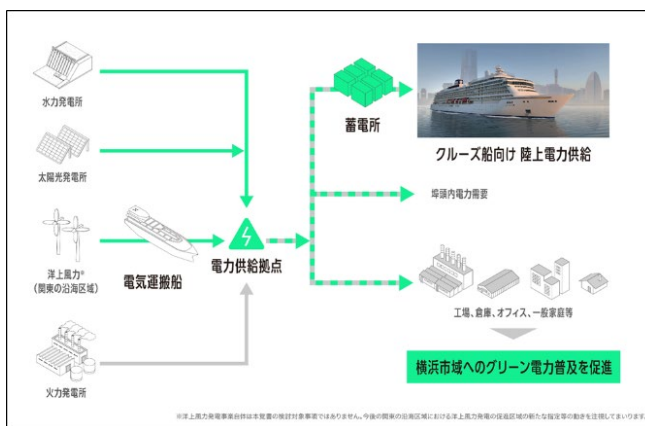 水力発電所
太陽光発電所
洋上風力※
(関東の沿海区域)
火力発電所
電気運搬船
電力供給拠点
蓄電所
クルーズ船向け 陸上電力供給
埠頭内電力需要
工場、倉庫、オフィス、一般家庭等
横浜市域へのグリーン電力普及を促進
※洋上風力発電事業自体は本覚書の検討対象事案ではありません。今後の関東の沿海区域における洋上風力発電の促進区域の新たな指定等の動きを注視してまいります。